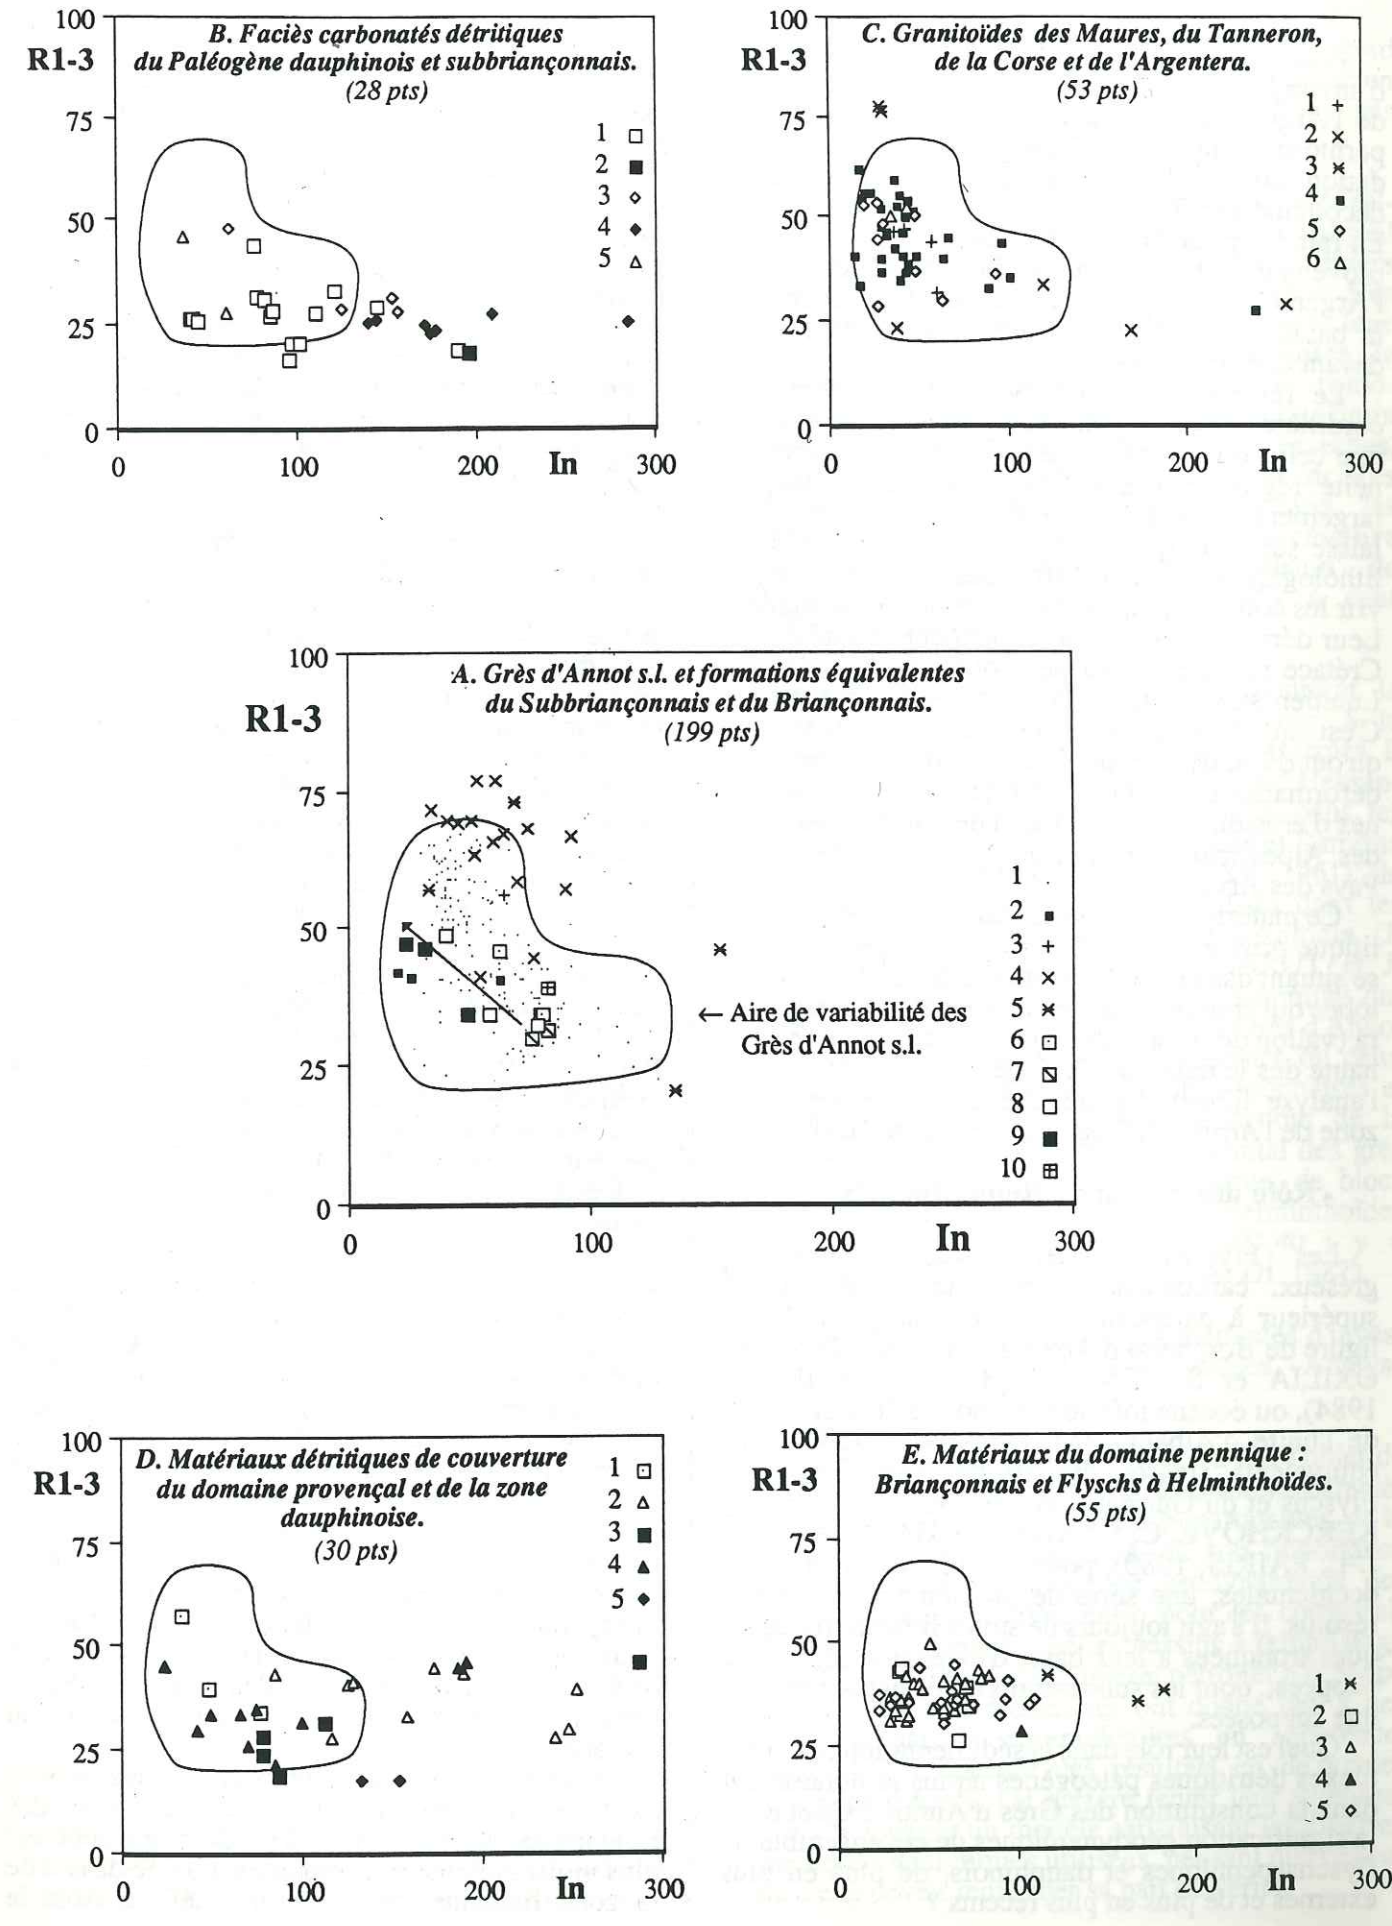 B. Faciès carbonatés détritiques
du Paléogène dauphinois et subbriançonnais.
(28 pts)
R1-3
100
75
50
25
0
1
2
3
4
5
0
100
200
In
300
C. Granitoïdes des Maures, du Tanneron,
de la Corse et de l'Argentera.
(53 pts)
R1-3
100
75
50
25
0
1
2
3
4
5
6
0
100
200
In
300
A. Grès d'Annot s.l. et formations équivalentes
du Subbriançonnais et du Briançonnais.
(199 pts)
R1-3
100
75
50
25
0
1
2
3
4
5
6
7
8
9
10
← Aire de variabilité des
Grès d'Annot s.l.
0
100
200
In
300
D. Matériaux détritiques de couverture
du domaine provençal et de la zone
dauphinoise.
(30 pts)
R1-3
100
75
50
25
0
1
2
3
4
5
0
100
200
In
300
E. Matériaux du domaine pennique :
Briançonnais et Flyschs à Helminthoïdes.
(55 pts)
R1-3
100
75
50
25
0
1
2
3
4
5
0
100
200
In
300